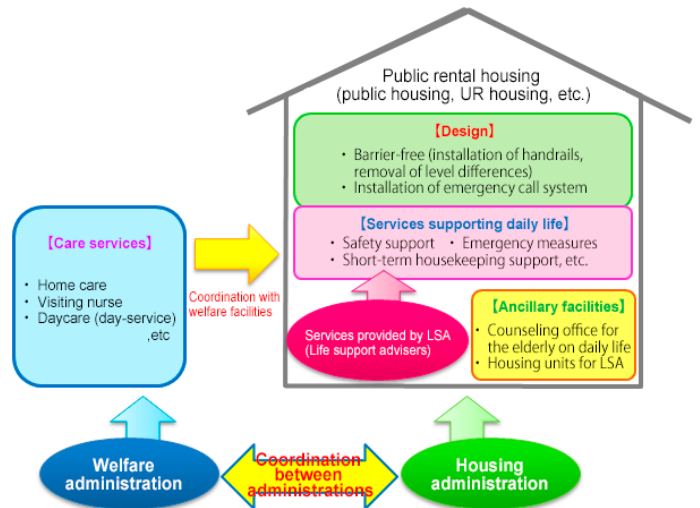 Public rental housing
(public housing, UR housing, etc.)
【Design】
・ Barrier-free (installation of handrails,
removal of level differences)
・ Installation of emergency call system
【Services supporting daily life】
・ Safety support ・ Emergency measures
・ Short-term housekeeping support, etc.
【Care services】
・ Home care
・ Visiting nurse
・ Daycare (day-service)
,etc
Coordination with
welfare facilities
Services provided by LSA
(Life support advisers)
【Ancillary facilities】
・ Counseling office for
the elderly on daily life
・ Housing units for LSA
Welfare
administration
Coordination
between
administrations
Housing
administration